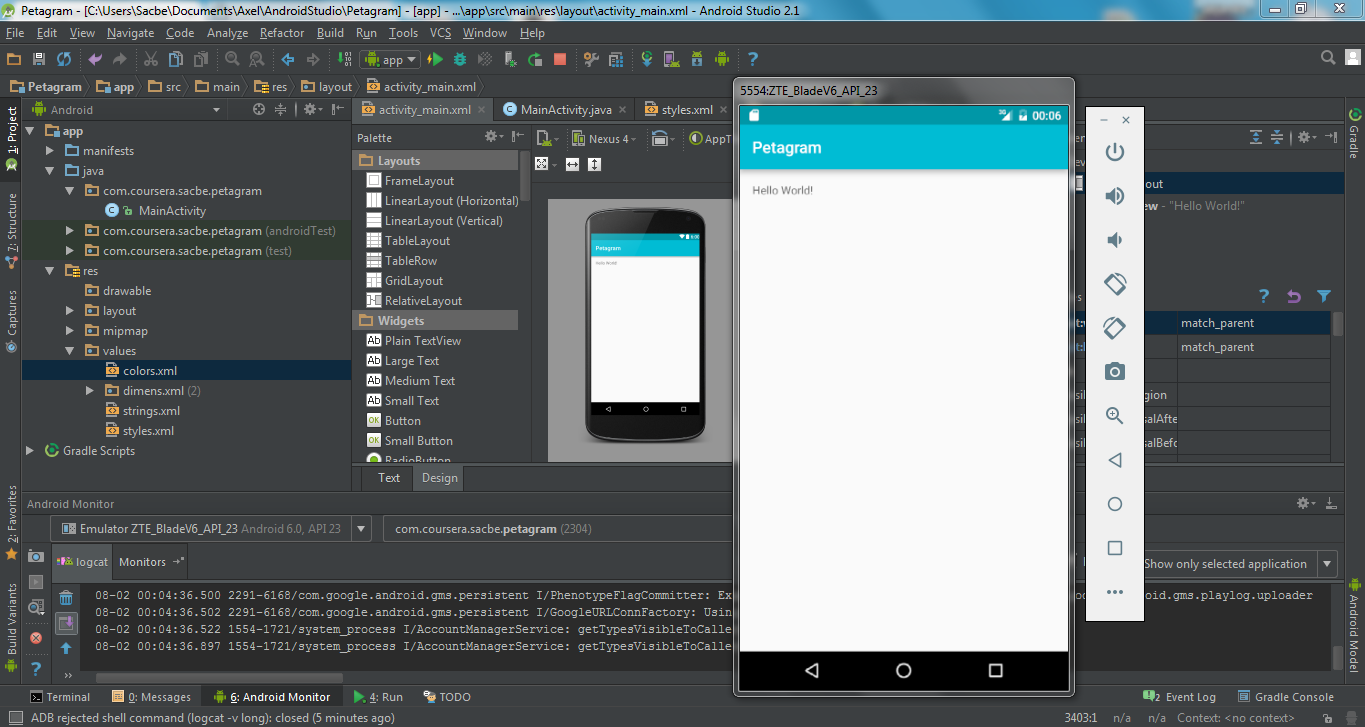 Petagram - [C:\Users\Sacbe\Documents\Axel\AndroidStudio\Petagram] - [app] - ...\app\src\main\res\layout\activity_main.xml - Android Studio 2.1
File Edit View Navigate Code Analyze Refactor Build Run Tools VCS Window Help
app
Petagram app src main res layout activity_main.xml
1: Project
7: Structure
Captures
2: Favorites
Build Variants
Android
app
manifests
java
com.coursera.sacbe.petagram
MainActivity
com.coursera.sacbe.petagram (androidTest)
com.coursera.sacbe.petagram (test)
res
drawable
layout
mipmap
values
colors.xml
dimens.xml (2)
strings.xml
styles.xml
Gradle Scripts
activity_main.xml MainActivity.java styles.xml
Palette
Layouts
FrameLayout
LinearLayout (Horizontal)
LinearLayout (Vertical)
TableLayout
TableRow
GridLayout
RelativeLayout
Widgets
Ab Plain TextView
Ab Large Text
Ab Medium Text
Ab Small Text
OK Button
OK Small Button
RadioButton
Text Design
Nexus 4 AppT
Petagram
Hello World!
5554:ZTE_BladeV6_API_23
3G 00:06
Petagram
Hello World!
out
ew - "Hello World!"
match_parent
match_parent
gion
salAfte
salBefo
Gradle
Android Model
Android Monitor
Emulator ZTE_BladeV6_API_23 Android 6.0, API 23
com.coursera.sacbe.petagram (2304)
logcat Monitors
Show only selected application
08-02 00:04:36.500 2291-6168/com.google.android.gms.persistent I/PhenotypeFlagCommitter: Ex
oid.gms.playlog.uploader
08-02 00:04:36.502 2291-6168/com.google.android.gms.persistent I/GoogleURLConnFactory: Usin
08-02 00:04:36.522 1554-1721/system_process I/AccountManagerService: getTypesVisibleToCalle
08-02 00:04:36.897 1554-1721/system_process I/AccountManagerService: getTypesVisibleToCalle
Terminal 0: Messages 6: Android Monitor 4: Run TODO 2 Event Log Gradle Console
ADB rejected shell command (logcat -v long): closed (5 minutes ago) 3403:1 n/a n/a Context: <no context>